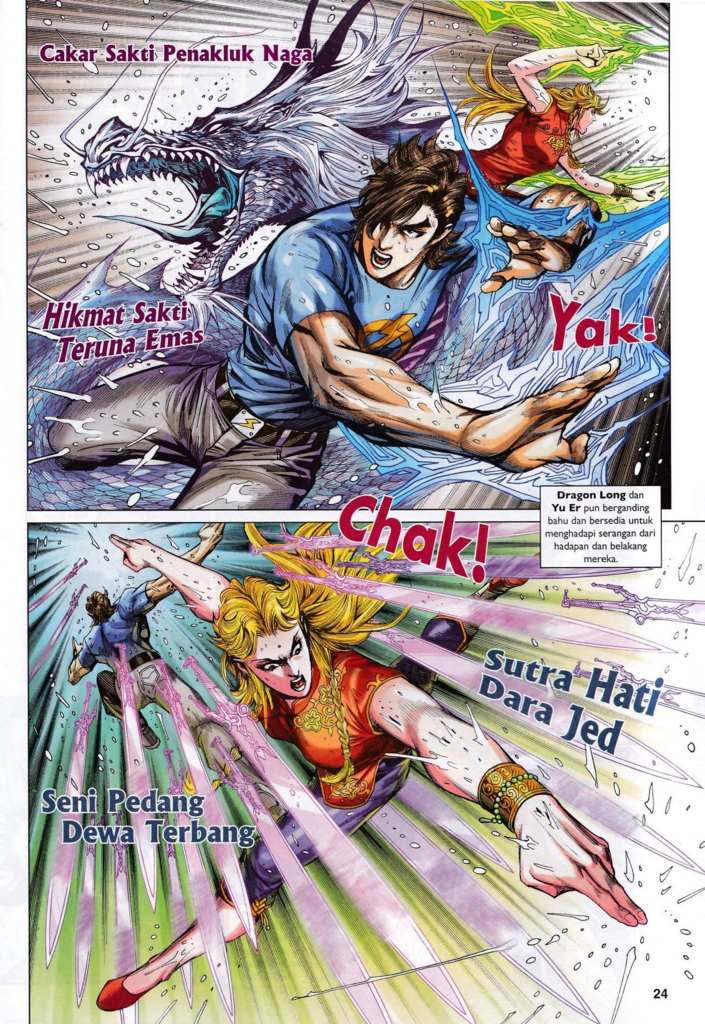 Cakar Sakti Penakluk Naga
Hikmat Sakti
Teruna Emas
Yak!
Dragon Long dan
Yu Er pun berganding
bahu dan bersedia untuk
menghadapi serangan dari
hadapan dan belakang
mereka.
Chak!
Sutra Hati
Dara Jed
Seni Pedang
Dewa Terbang
24